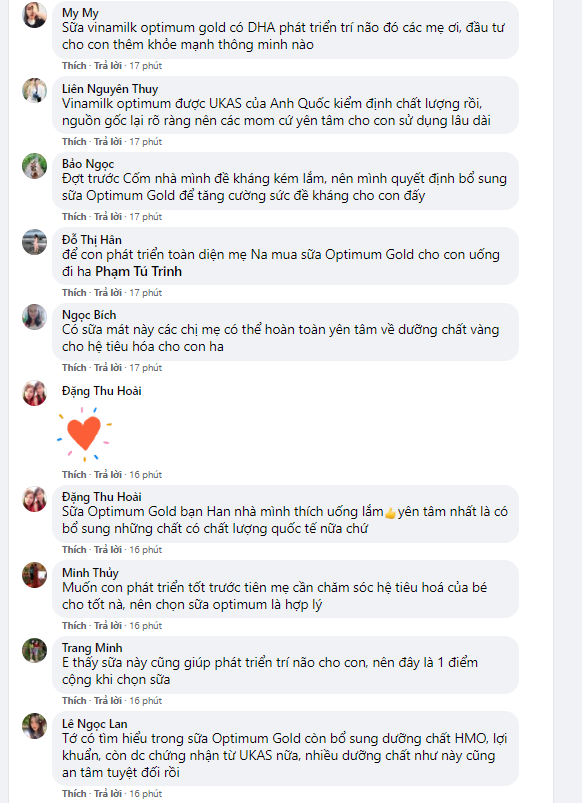 My My
Sữa vinamilk optimum gold có DHA phát triển trí não đó các mẹ ơi, đầu tư
cho con thêm khỏe mạnh thông minh nào
Thích · Trả lời · 17 phút
Liên Nguyên Thuy
Vinamilk optimum được UKAS của Anh Quốc kiểm định chất lượng rồi,
nguồn gốc lại rõ ràng nên các mom cứ yên tâm cho con sử dụng lâu dài
Thích · Trả lời · 17 phút
Bảo Ngọc
Đợt trước Cốm nhà mình đề kháng kém lắm, nên mình quyết định bổ sung
sữa Optimum Gold để tăng cường sức đề kháng cho con đấy
Thích · Trả lời · 17 phút
Đỗ Thị Hân
để con phát triển toàn diện mẹ Na mua sữa Optimum Gold cho con uống
đi ha Phạm Tú Trinh
Thích · Trả lời · 17 phút
Ngọc Bích
Có sữa mát này các chị mẹ có thể hoàn toàn yên tâm về dưỡng chất vàng
cho hệ tiêu hóa cho con ha
Thích · Trả lời · 17 phút
Đặng Thu Hoài
Thích · Trả lời · 16 phút
Đặng Thu Hoài
Sữa Optimum Gold bạn Han nhà mình thích uống lắm👍yên tâm nhất là có
bổ sung những chất có chất lượng quốc tế nữa chứ
Thích · Trả lời · 16 phút
Minh Thủy
Muốn con phát triển tốt trước tiên mẹ cần chăm sóc hệ tiêu hoá của bé
cho tốt nà, nên chọn sữa optimum là hợp lý
Thích · Trả lời · 16 phút
Trang Minh
E thấy sữa này cũng giúp phát triển trí não cho con, nên đây là 1 điểm
cộng khi chọn sữa
Thích · Trả lời · 16 phút
Lê Ngọc Lan
Tớ có tìm hiểu trong sữa Optimum Gold còn bổ sung dưỡng chất HMO, lợi
khuẩn, còn dc chứng nhận từ UKAS nữa, nhiều dưỡng chất như này cũng
an tâm tuyệt đối rồi
Thích · Trả lời · 16 phút